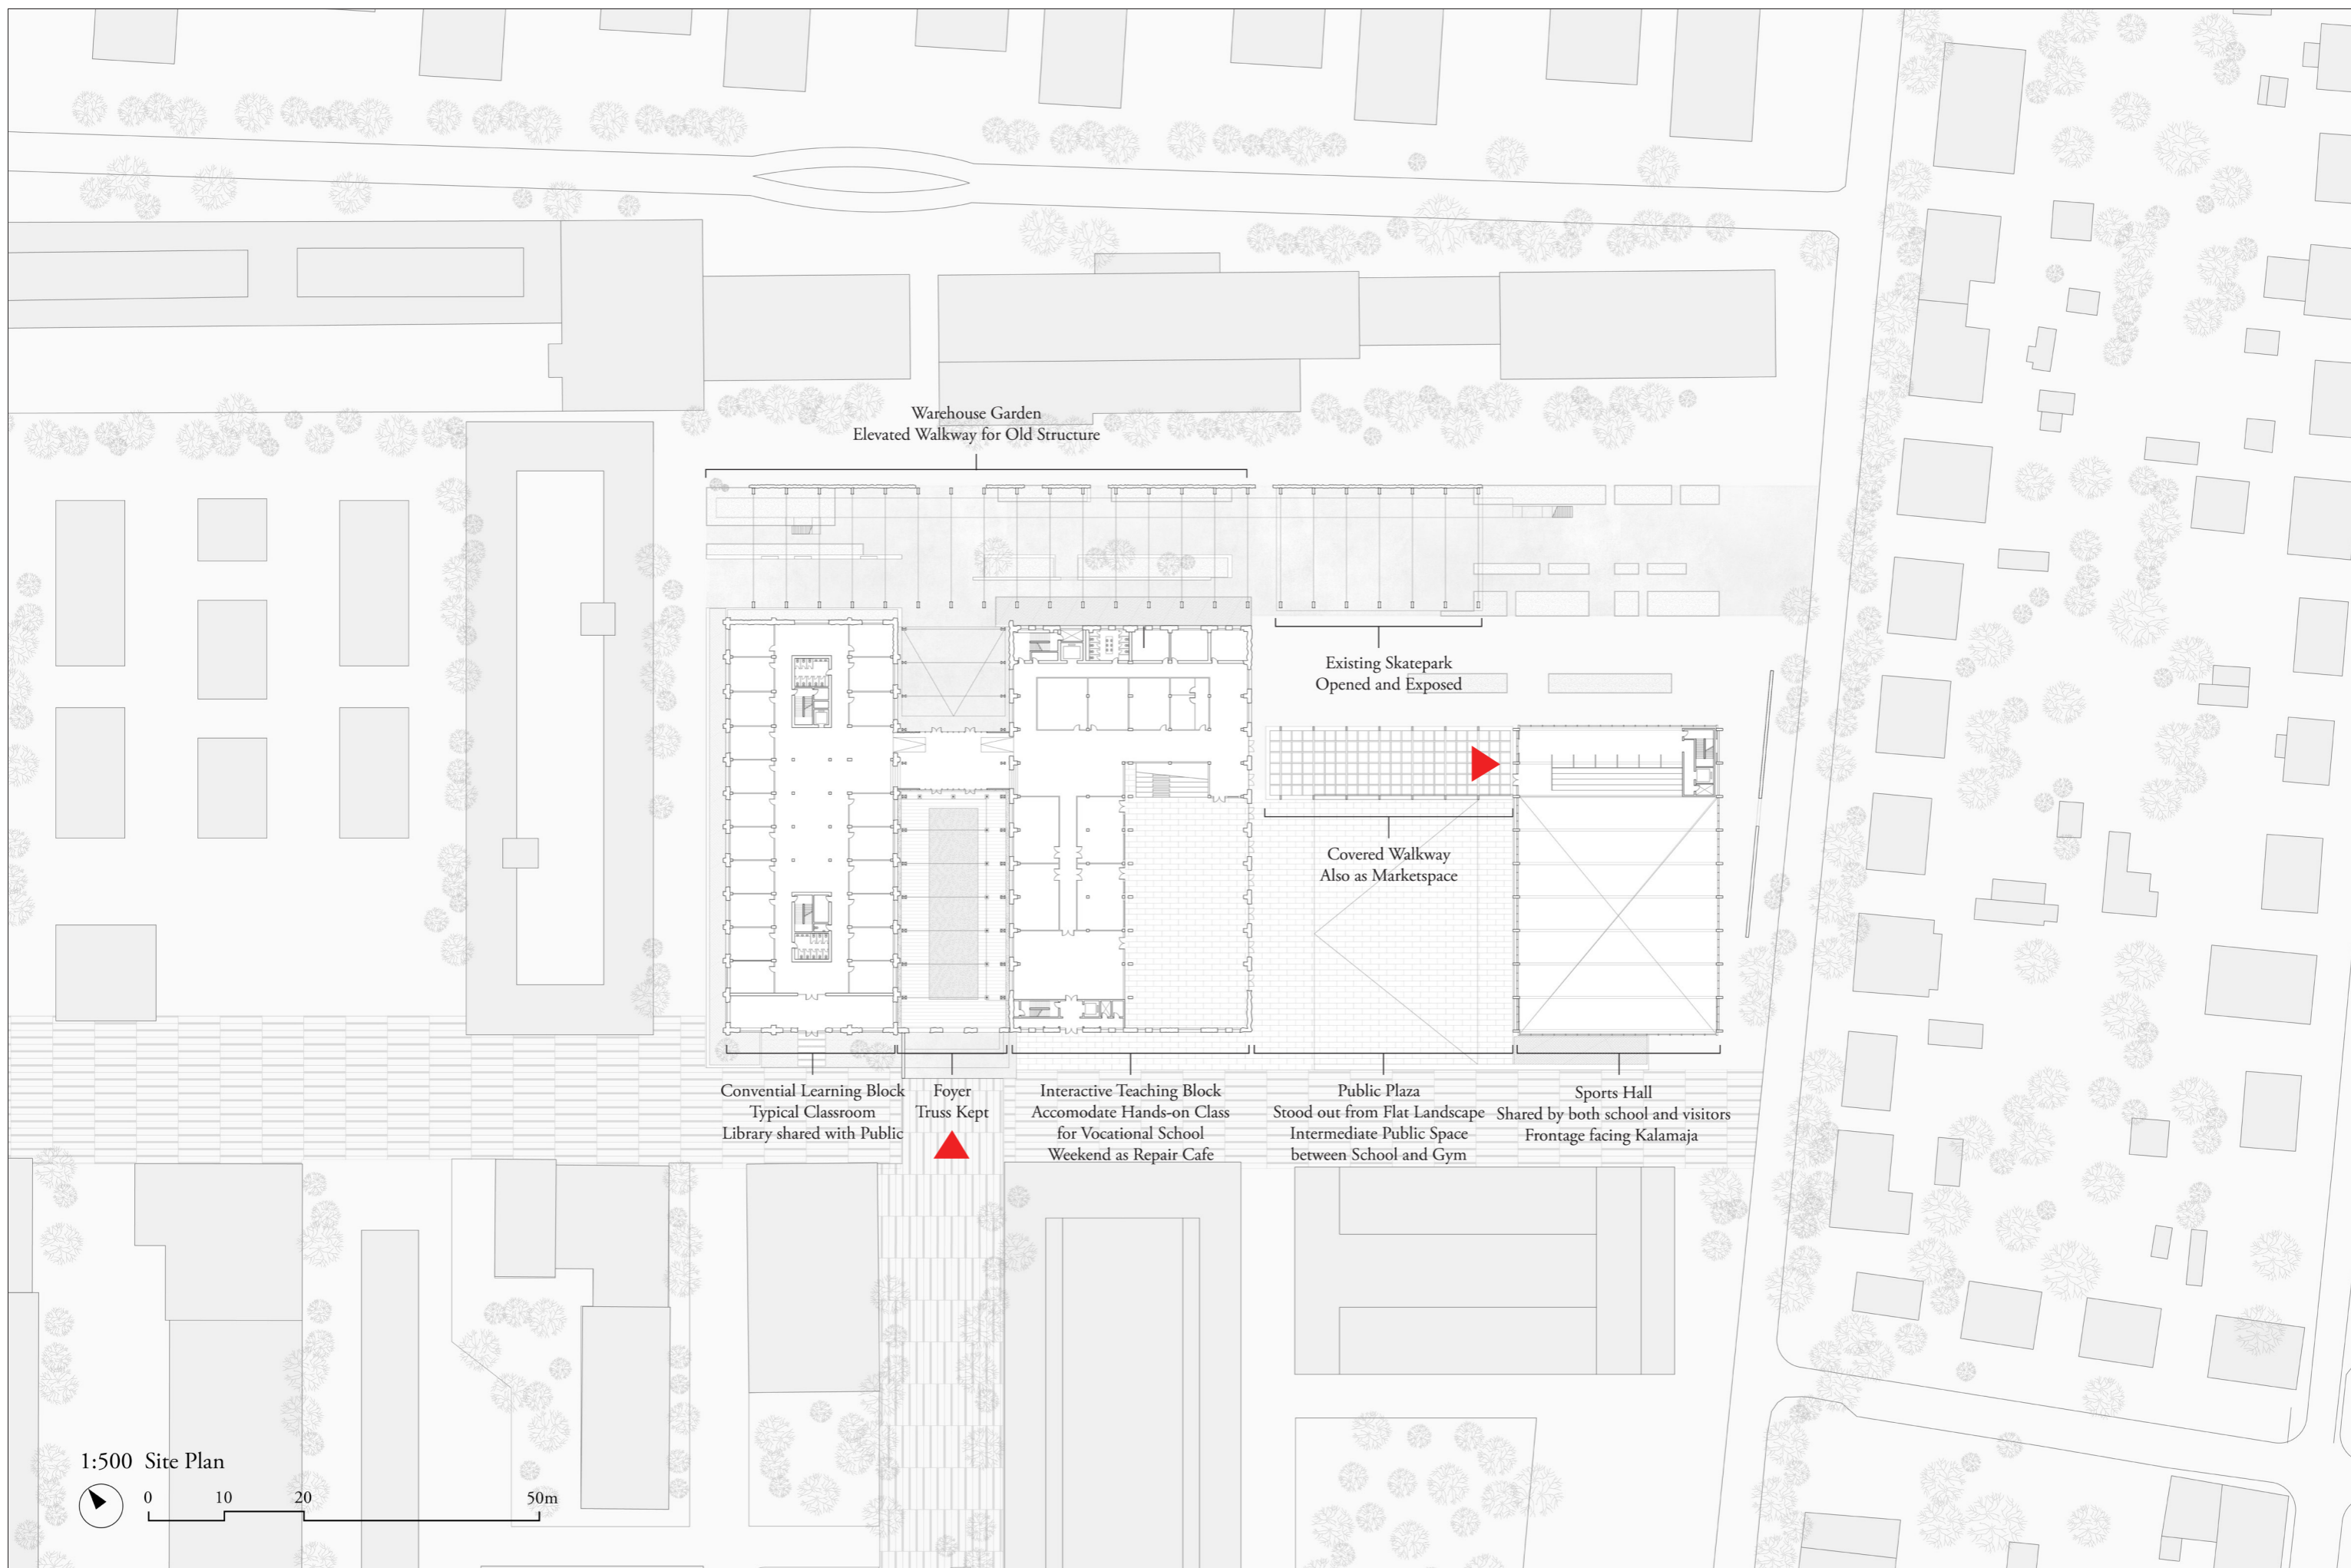 Warehouse Garden
Elevated Walkway for Old Structure
Existing Skatepark
Opened and Exposed
Covered Walkway
Also as Marketspace
Convential Learning Block
Typical Classroom
Library shared with Public
Foyer
Truss Kept
Interactive Teaching Block
Accomodate Hands-on Class
for Vocational School
Weekend as Repair Cafe
Public Plaza
Stood out from Flat Landscape
Intermediate Public Space
between School and Gym
Sports Hall
Shared by both school and visitors
Frontage facing Kalamaja
1:500 Site Plan
0 10 20 50m